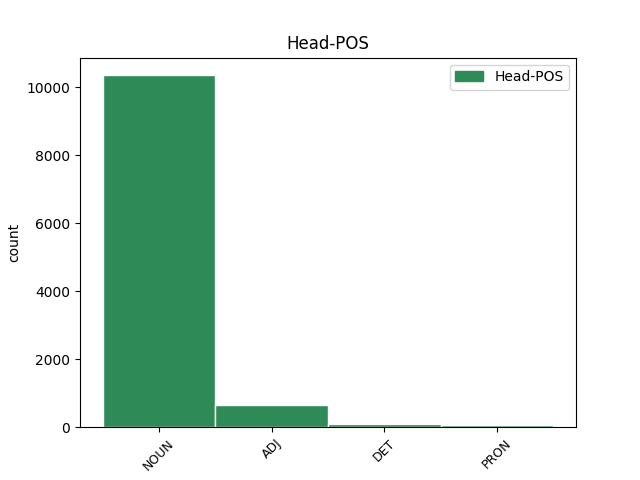 Head-POS
Head-POS
10000
8000
6000
4000
2000
0
count
NOUN
ADJ
DET
PRON